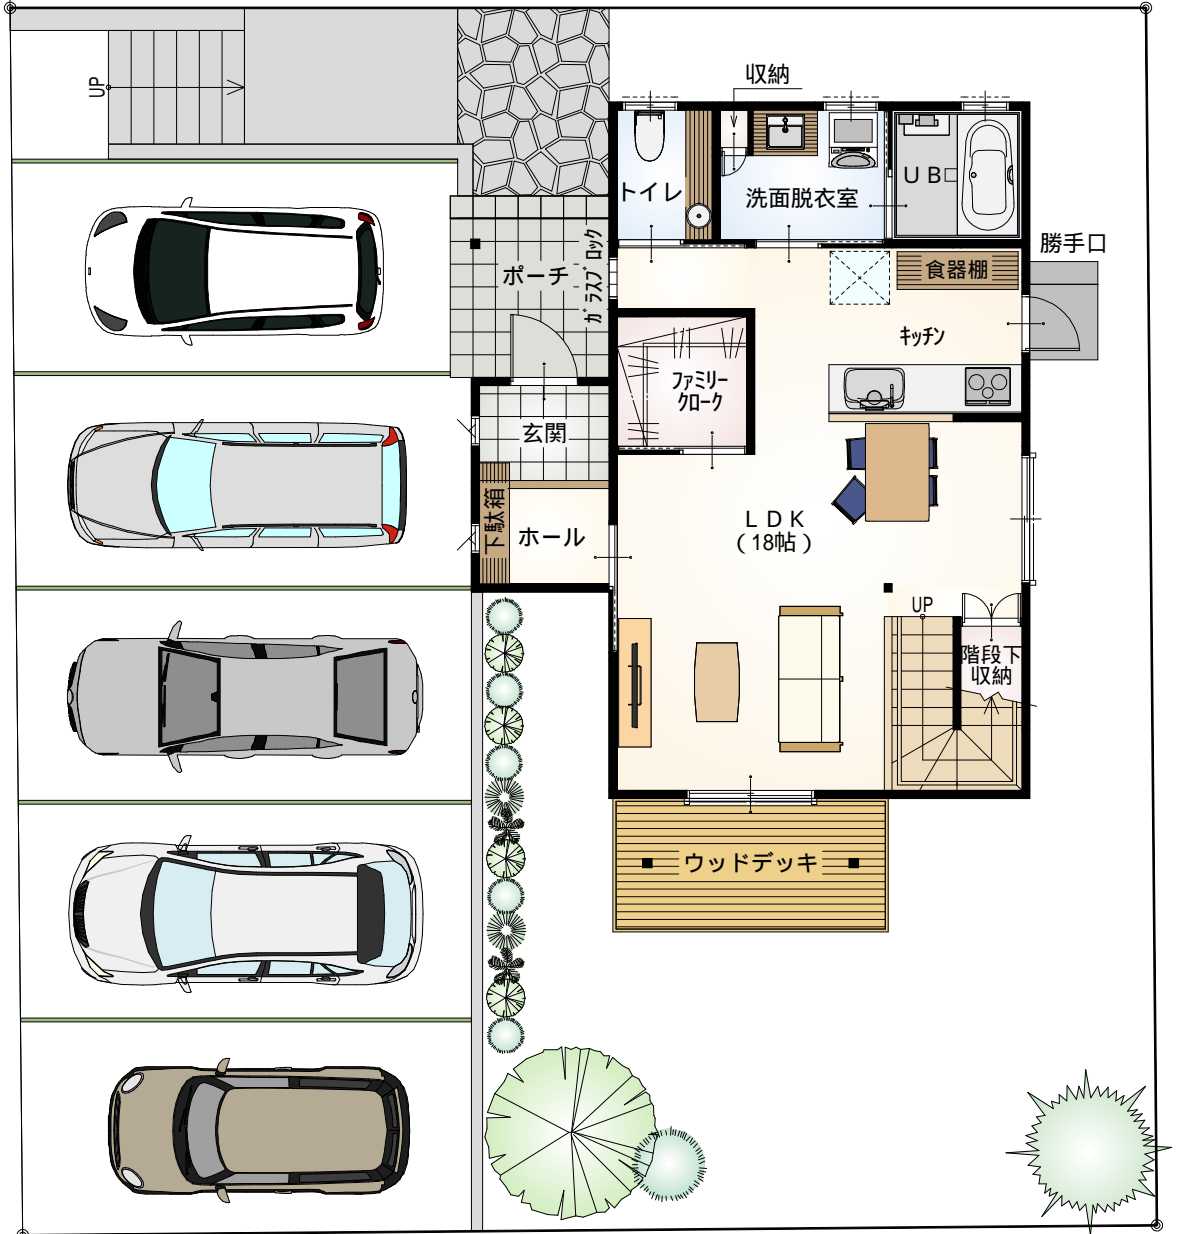 UP
収納
トイレ
洗面脱衣室
ＵＢ
勝手口
食器棚
ポーチ
ガラスブロック
キッチン
ファミリー
クローク
玄関
下駄箱
ホール
ＬＤＫ
（18帖）
UP
階段下
収納
ウッドデッキ